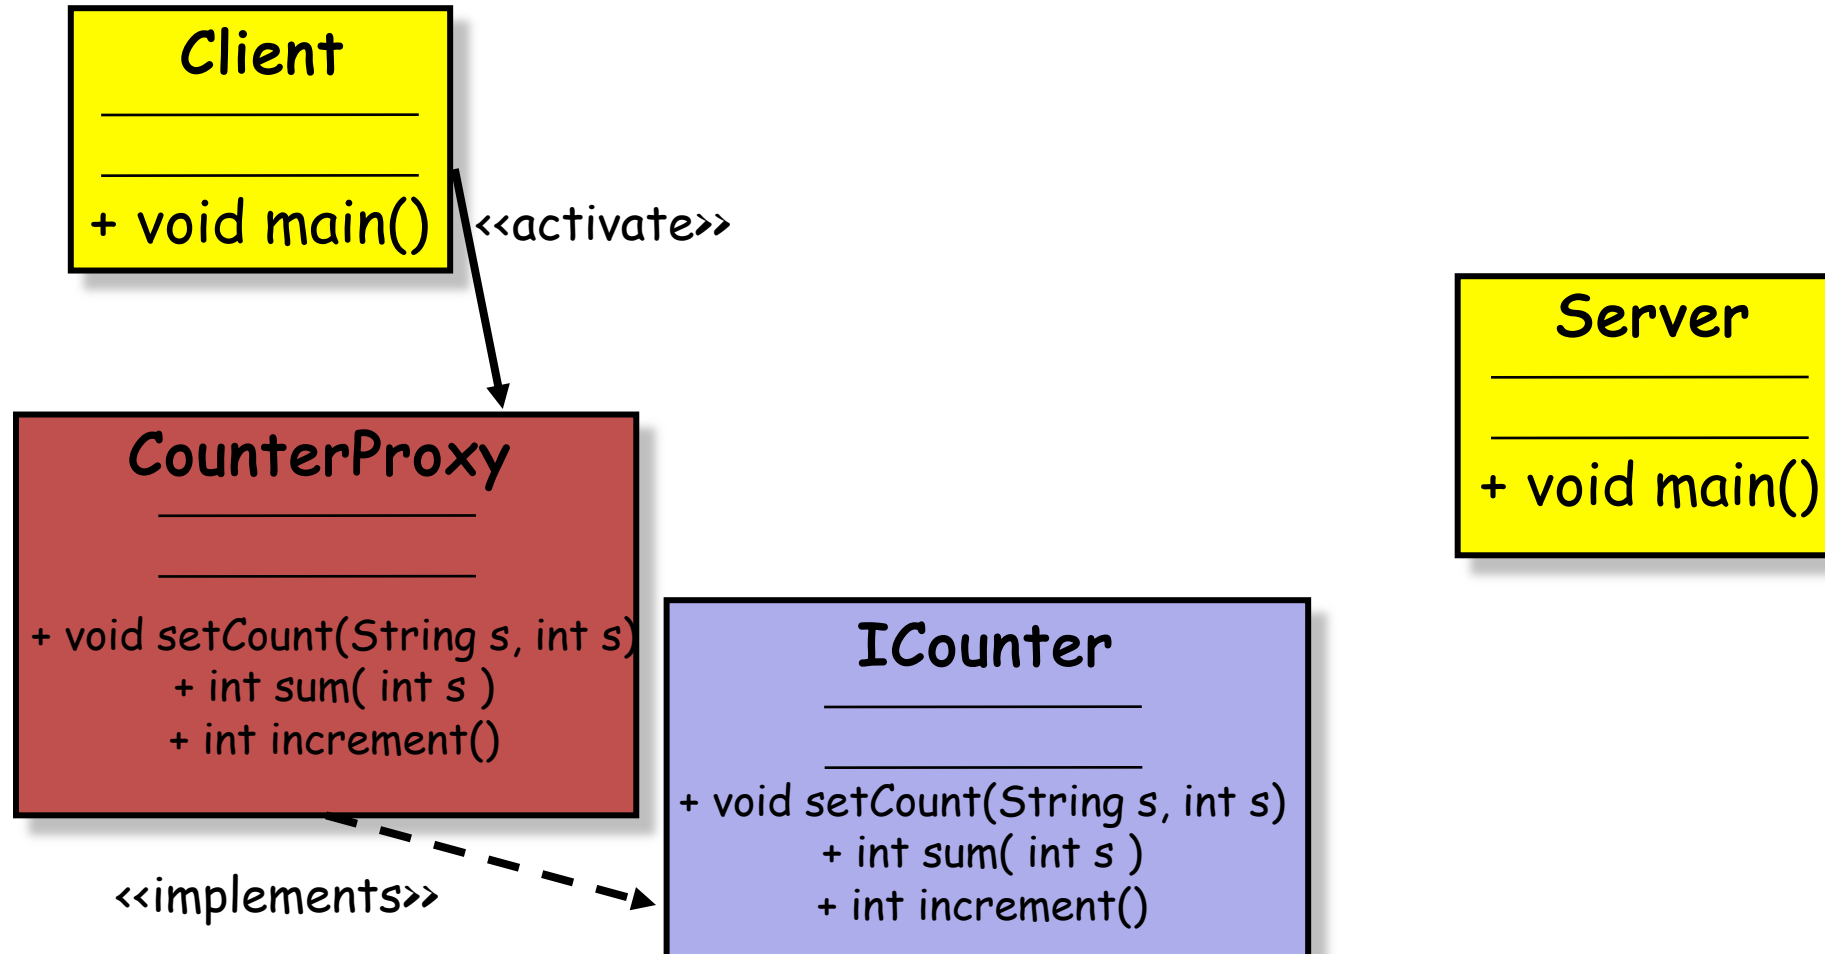 Client
+ void main()
<<activate>>
Server
+ void main()
CounterProxy
+ void setCount(String s, int s)
+ int sum( int s )
+ int increment()
ICounter
+ void setCount(String s, int s)
+ int sum( int s )
+ int increment()
<<implements>>